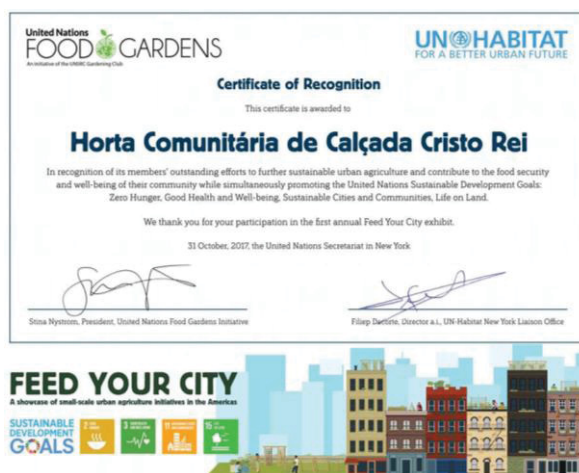 United Nations
FOOD GARDENS
An initiative of the UNSRC Gardening Club
UN HABITAT
FOR A BETTER URBAN FUTURE
Certificate of Recognition
This certificate is awarded to
Horta Comunitária de Calçada Cristo Rei
In recognition of its members' outstanding efforts to further sustainable urban agriculture and contribute to the food security
and well-being of their community while simultaneously promoting the United Nations Sustainable Development Goals:
Zero Hunger, Good Health and Well-being, Sustainable Cities and Communities, Life on Land.
We thank you for your participation in the first annual Feed Your City exhibit.
31 October, 2017, the United Nations Secretariat in New York
Stina Nystrom, President, United Nations Food Gardens Initiative
Filiep Decorte, Director a.i., UN-Habitat New York Liaison Office
FEED YOUR CITY
A showcase of small-scale urban agriculture initiatives in the Americas
SUSTAINABLE
DEVELOPMENT
GOALS
2
3
11
15